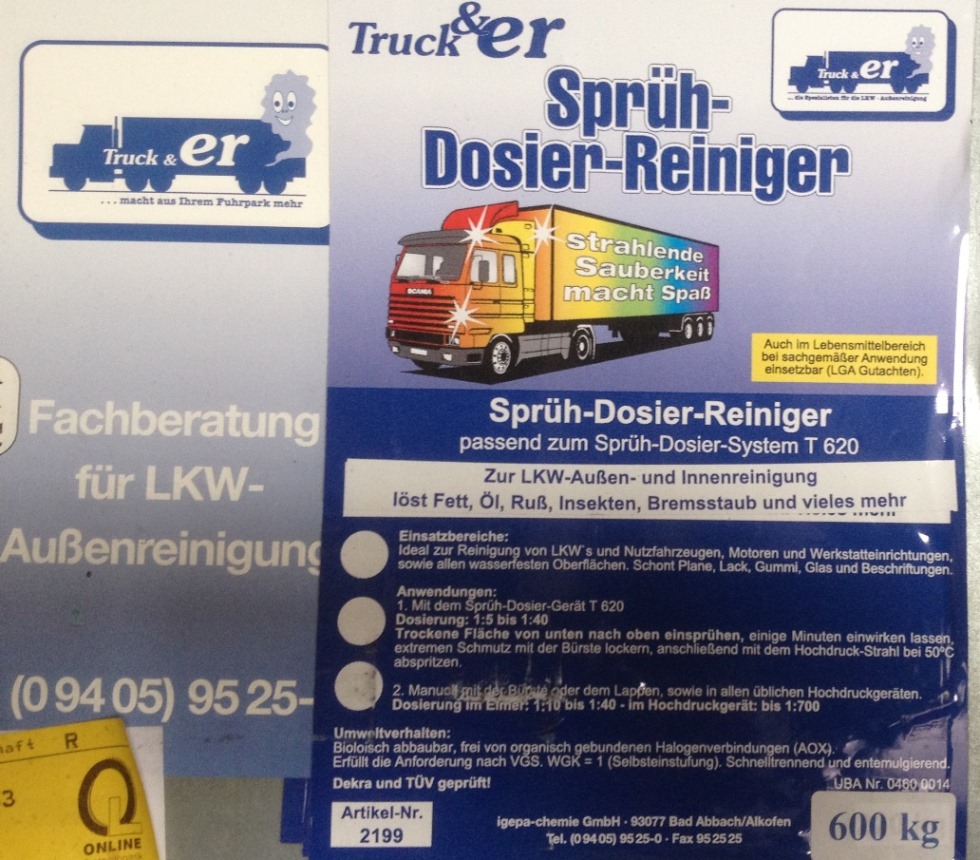 Truck & er
... macht aus Ihrem Fuhrpark mehr
Fachberatung
für LKW-
Außenreinigung
(0 94 05) 95 25-
R
ONLINE
Truck & er
Truck & er
... die Spezialisten für die LKW - Außenreinigung
Sprüh-
Dosier-Reiniger
strahlende
Sauberkeit
macht Spaß
SCANIA
Auch im Lebensmittelbereich
bei sachgemäßer Anwendung
einsetzbar (LGA Gutachten).
Sprüh-Dosier-Reiniger
passend zum Sprüh-Dosier-System T 620
Zur LKW-Außen- und Innenreinigung
löst Fett, Öl, Ruß, Insekten, Bremsstaub und vieles mehr
Einsatzbereiche:
Ideal zur Reinigung von LKW`s und Nutzfahrzeugen, Motoren und Werkstatteinrichtungen,
sowie allen wasserfesten Oberflächen. Schont Plane, Lack, Gummi, Glas und Beschriftungen.
Anwendungen:
1. Mit dem Sprüh-Dosier-Gerät T 620
Dosierung: 1:5 bis 1:40
Trockene Fläche von unten nach oben einsprühen, einige Minuten einwirken lassen,
extremen Schmutz mit der Bürste lockern, anschließend mit dem Hochdruck-Strahl bei 50°C
abspritzen.
2. Manuell mit der Bürste oder dem Lappen, sowie in allen üblichen Hochdruckgeräten.
Dosierung im Eimer: 1:10 bis 1:40 - im Hochdruckgerät: bis 1:700
Umweltverhalten:
Bioloisch abbaubar, frei von organisch gebundenen Halogenverbindungen (AOX).
Erfüllt die Anforderung nach VGS. WGK = 1 (Selbsteinstufung). Schnelltrennend und entemulgierend.
Dekra und TÜV geprüft!
UBA Nr. 0460 0014
Artikel-Nr.
2199
igepa-chemie GmbH · 93077 Bad Abbach/Alkofen
Tel. (0 94 05) 95 25-0 · Fax 95 25 25
600 kg